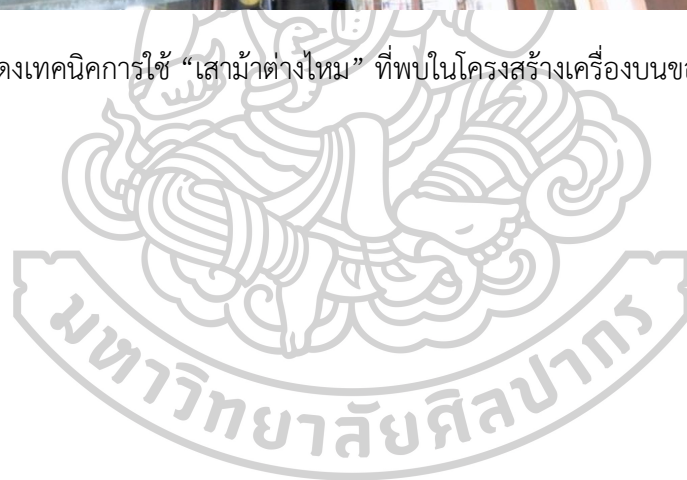 ดงเทคนิคการใช้ “เสาม้าต่างไหม” ที่พบในโครงสร้างเครื่องบนขอ
มหาวิทยาลัยศิลปากร